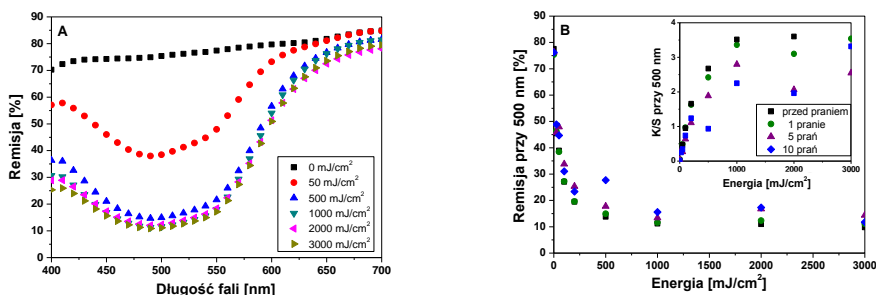 A
Remisja [%]
90
80
70
60
50
40
30
20
10
0
0 mJ/cm²
50 mJ/cm²
500 mJ/cm²
1000 mJ/cm²
2000 mJ/cm²
3000 mJ/cm²
400 450 500 550 600 650 700
Długość fali [nm]
B
Remisja przy 500 nm [%]
90
80
70
60
50
40
30
20
10
0
0 500 1000 1500 2000 2500 3000
Energia [mJ/cm²]
K/S przy 500 nm
4
3
2
1
0
przed praniem
1 pranie
5 prań
10 prań
0 1000 2000 3000
Energia [mJ/cm²]